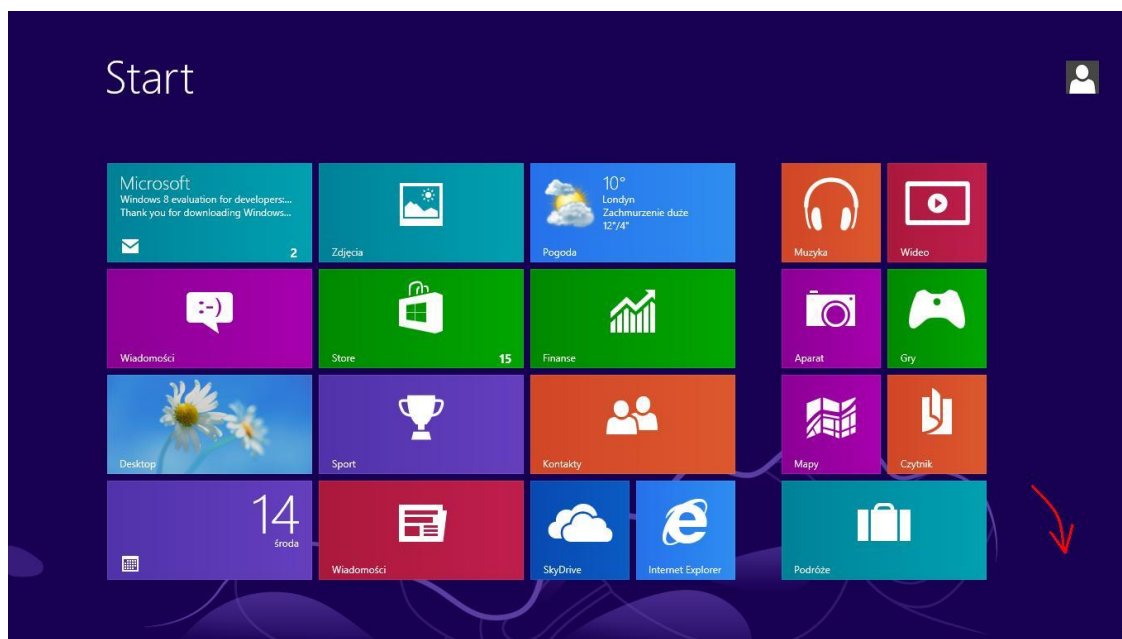 Start
Microsoft
Windows 8 evaluation for developers:...
Thank you for downloading Windows...
2
Zdjęcia
10°
Londyn
Zachmurzenie duże
12°/4°
Pogoda
Muzyka
Wideo
:-)
Wiadomości
Store
15
Finanse
Aparat
Gry
Desktop
Sport
Kontakty
Mapy
Czytnik
14
środa
Wiadomości
SkyDrive
Internet Explorer
Podróże